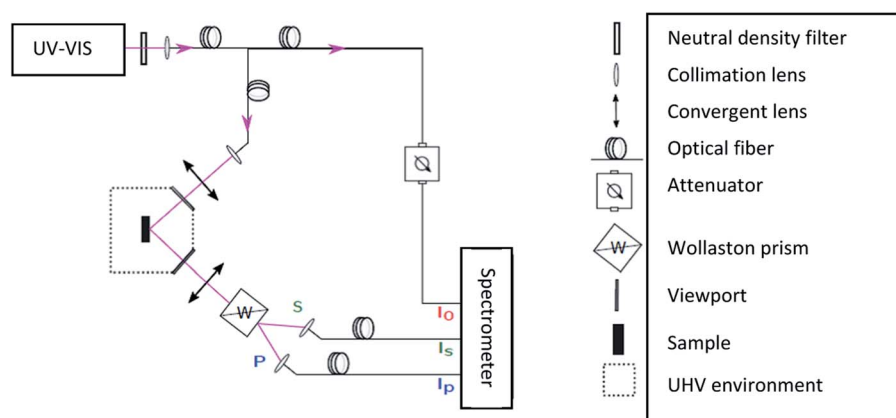 UV-VIS
W
S
P
I0
Is
Ip
Spectrometer
Neutral density filter
Collimation lens
Convergent lens
Optical fiber
Attenuator
W
Wollaston prism
Viewport
Sample
UHV environment